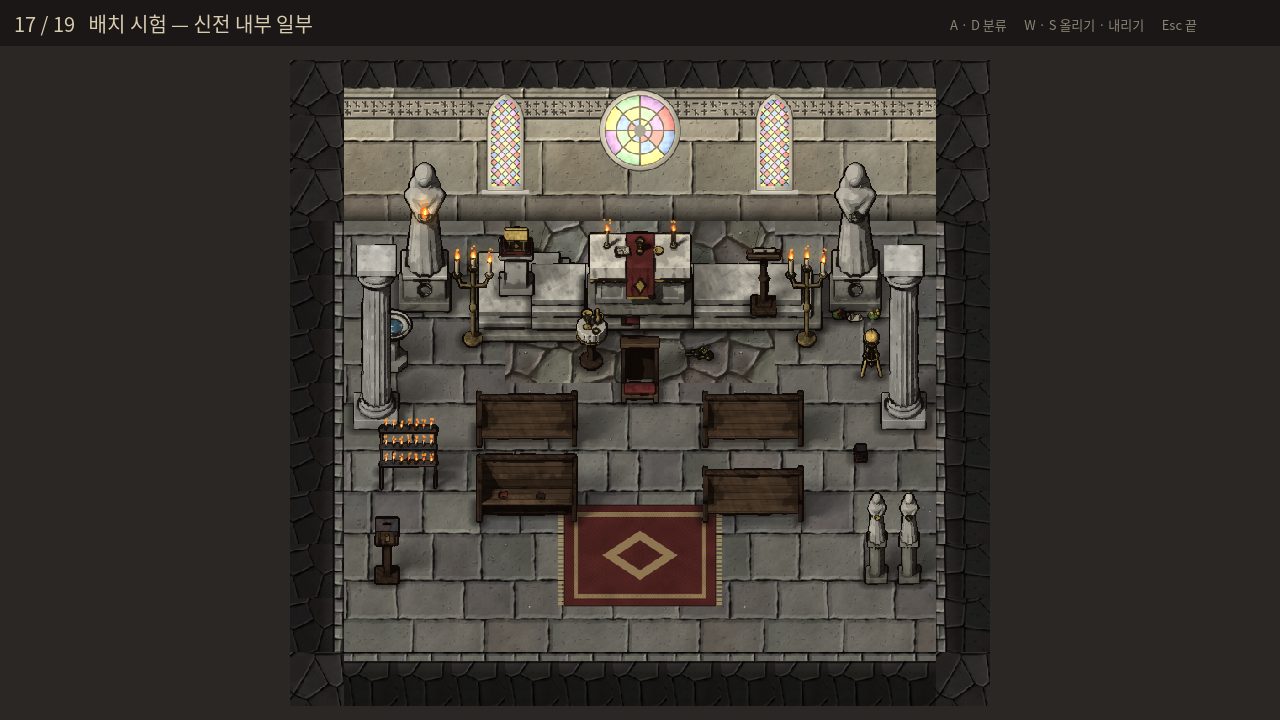 17 / 19 배치 시험 — 신전 내부 일부
A · D 분류 W · S 올리기 · 내리기 Esc 끝